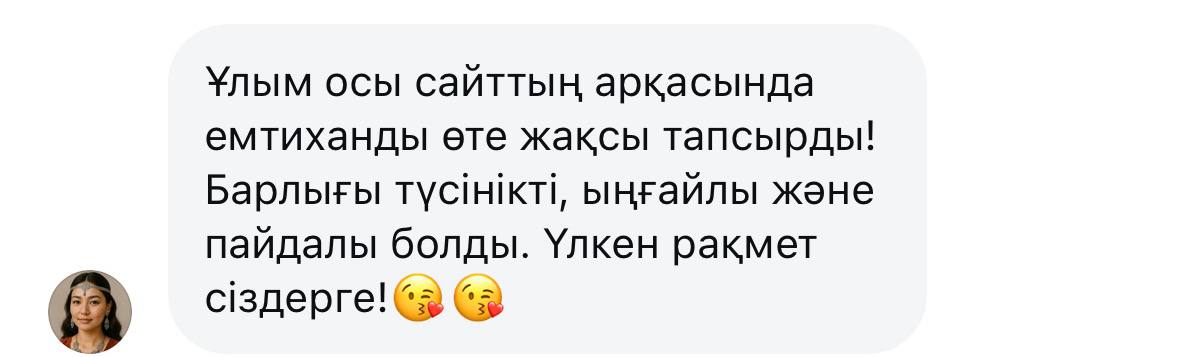 Ұлым осы сайттың арқасында
емтиханды өте жақсы тапсырды!
Барлығы түсінікті, ыңғайлы және
пайдалы болды. Үлкен рақмет
сіздерге!😘😘